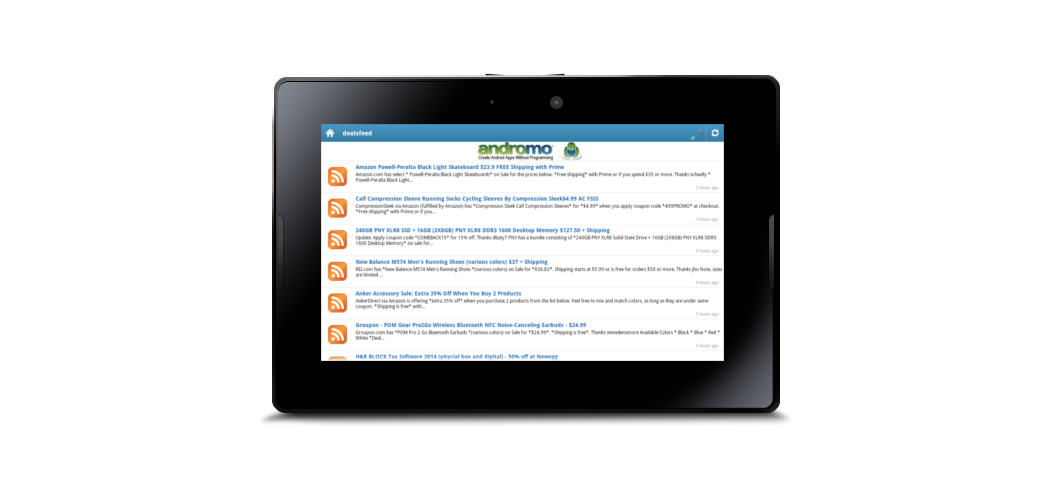 dealsfeed
andromo
Create Android Apps Without Programming
Amazon Powell-Peralta Black Light Skateboard $23.9 FREE Shipping with Prime
Amazon.com has select * Powell-Peralta Black Light Skateboards* on Sale for the prices below. *Free shipping* with Prime or if you spend $35 or more. Thanks schedly *
Powell-Peralta Black Light...
2 hours ago
Calf Compression Sleeve Running Socks Cycling Sleeves By Compression Sleek$4.99 AC FSSS
CompressionSleek via Amazon (fulfilled by Amazon) has *Compression Sleek Calf Compression Sleeves* for *$4.99* when you apply coupon code *499PROMO* at checkout.
*Free shipping* with Prime or if you...
3 hours ago
240GB PNY XLR8 SSD + 16GB (2X8GB) PNY XLR8 DDR3 1600 Desktop Memory $127.50 + Shipping
Update: Apply coupon code *COMEBACK15* for 15% off. Thanks dbaty7 PNY has a bundle consisting of *240GB PNY XLR8 Solid State Drive + 16GB (2X8GB) PNY XLR8 DDR3
1600 Desktop Memory* on sale for...
4 hours ago
New Balance M574 Men's Running Shoes (various colors) $37 + Shipping
REI.com has *New Balance M574 Men's Running Shoes *(various colors) on Sale for *$36.83*. Shipping starts at $5.99 or is free for orders $50 or more. Thanks Jho Note, sizes
are limited ...
4 hours ago
Anker Accessory Sale: Extra 35% Off When You Buy 2 Products
AnkerDirect via Amazon is offering *extra 35% off* when you purchase 2 products from the list below. Feel free to mix and match colors, as long as they are under same
coupon. *Shipping is free* with...
5 hours ago
Groupon - POM Gear Pro2Go Wireless Bluetooth NFC Noise-Canceling Earbuds - $24.99
Groupon.com has *POM Pro 2 Go Bluetooth Earbuds *(various colors) on Sale for *$24.99*. *Shipping is free*. Thanks stewdenamore Available Colors * Black * Blue * Red *
White *Deal...
5 hours ago
H&R BLOCK Tax Software 2014 (phycial box and digital) - 50% off at Newegg